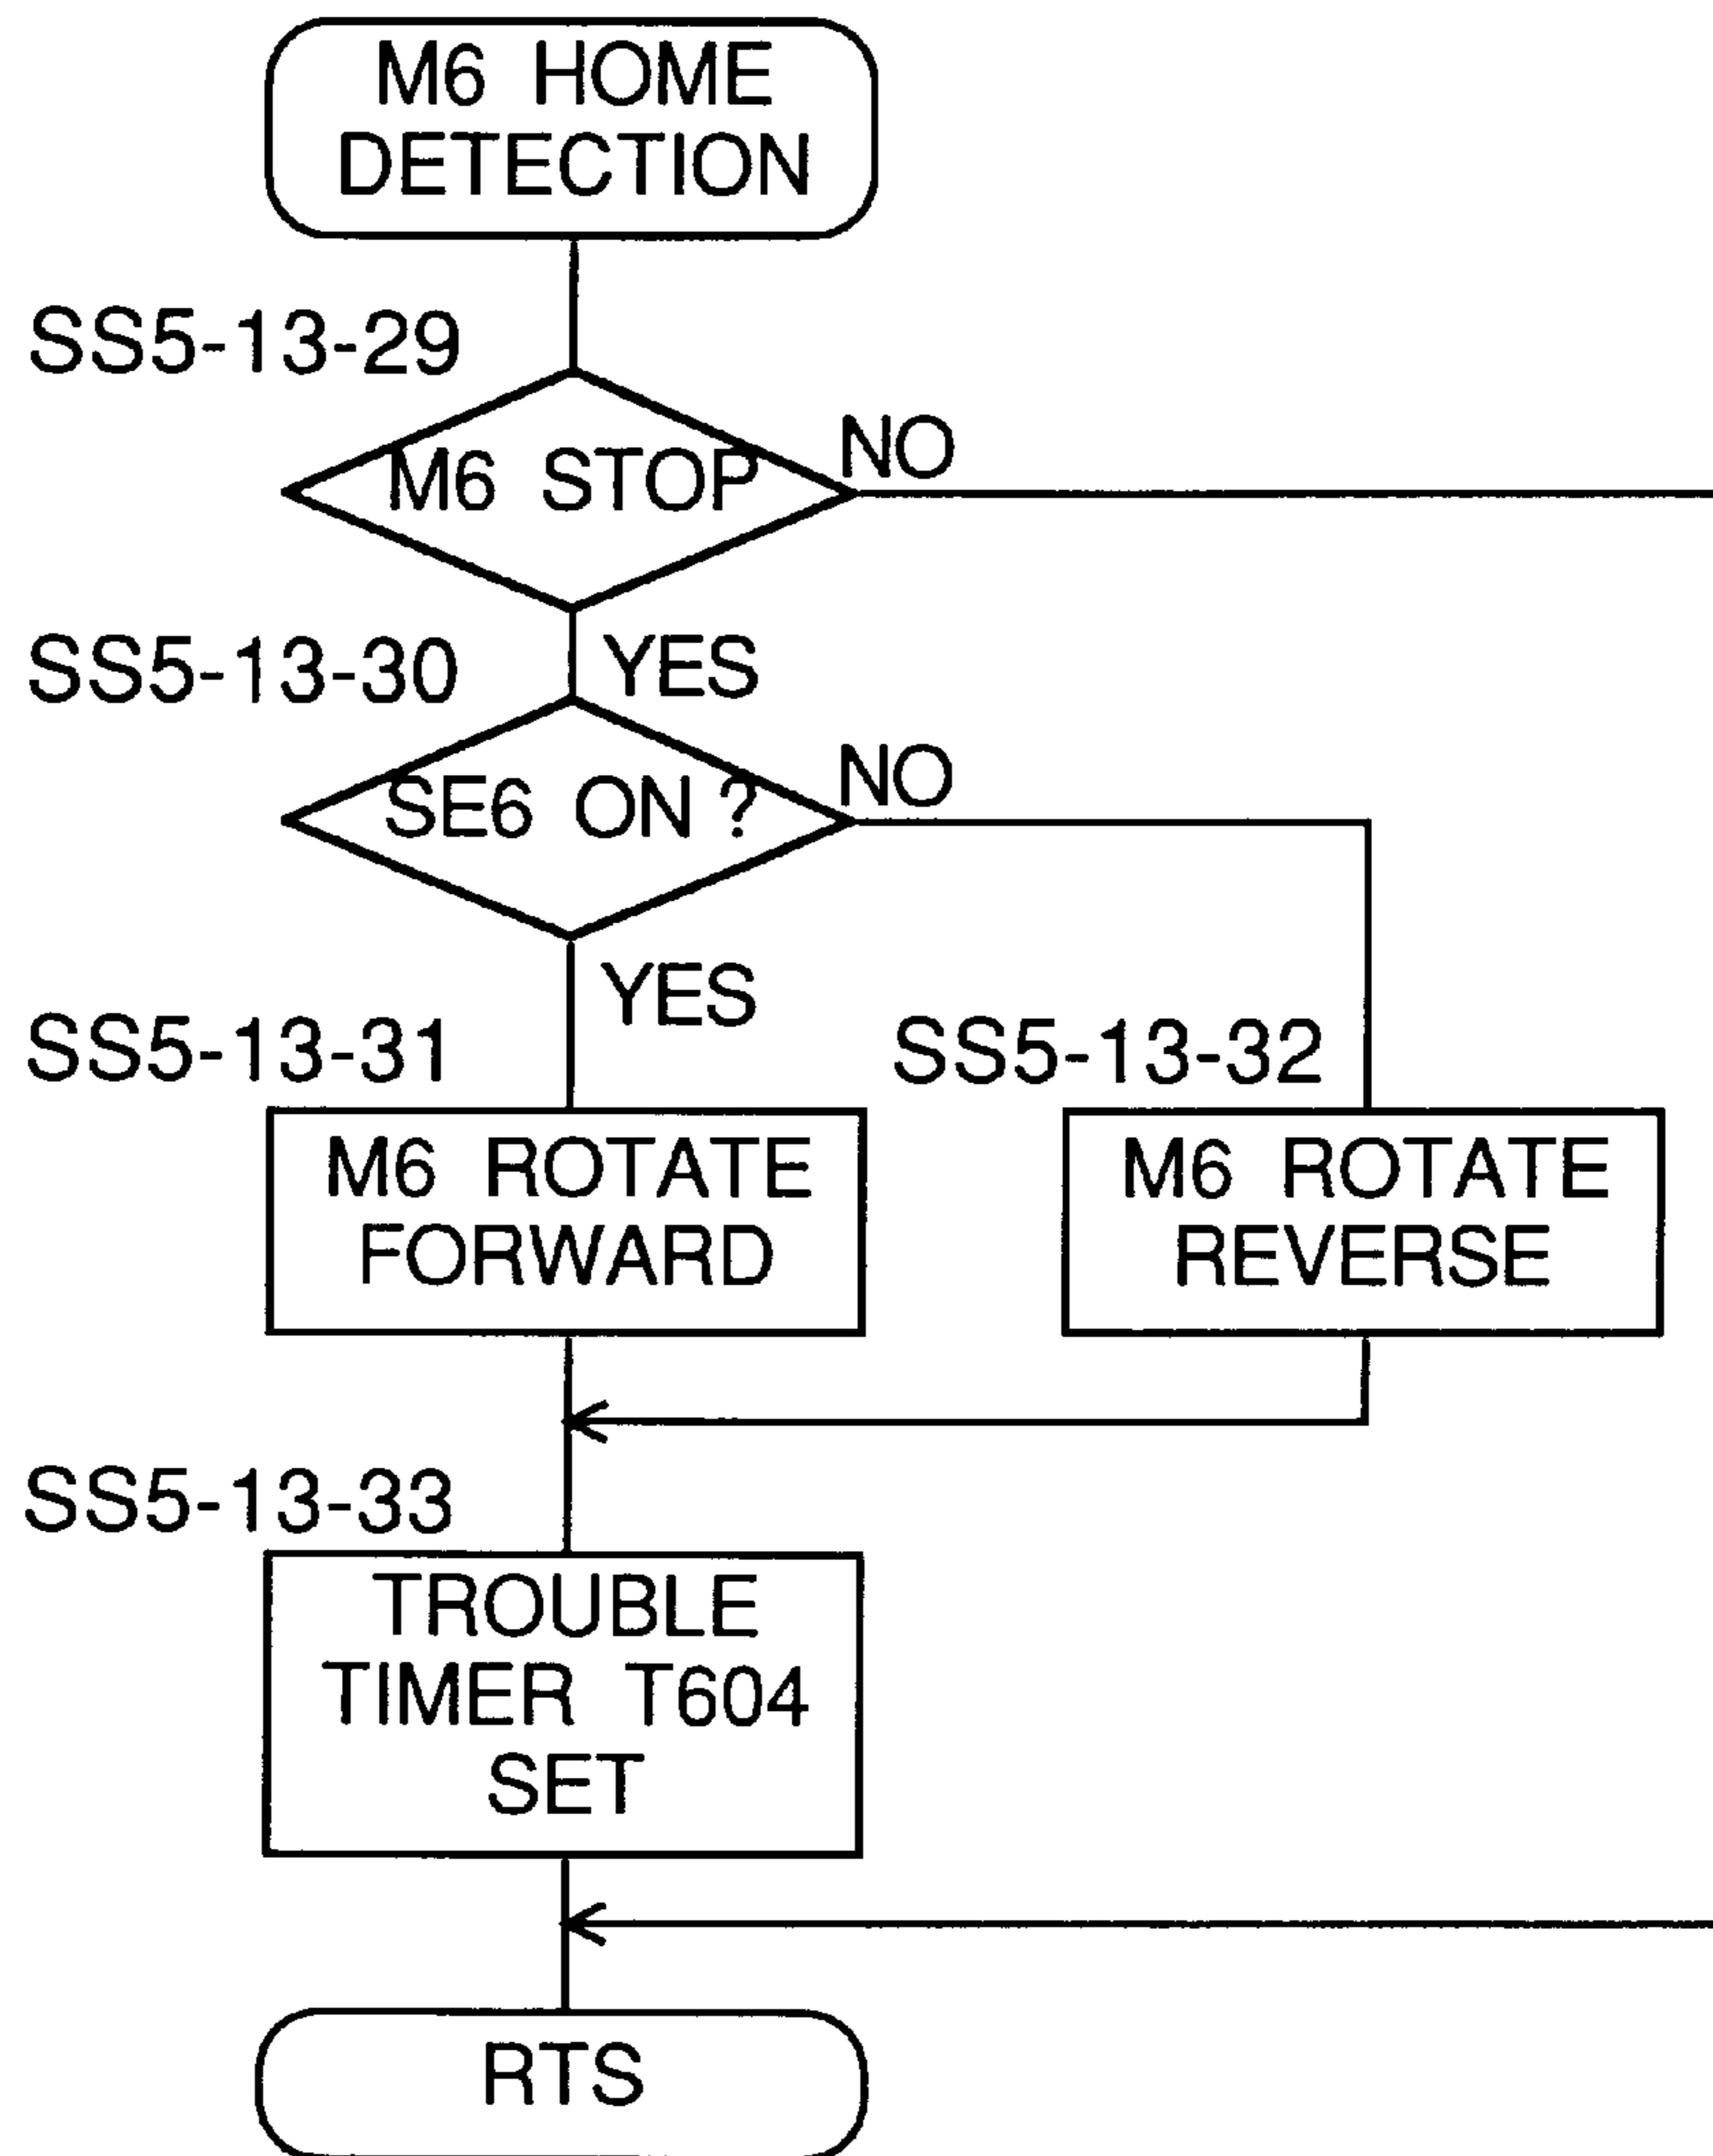 M6 HOME
DETECTION
SS5-13-29
M6 STOP
NO
SS5-13-30
YES
SE6 ON ?
NO
YES
SS5-13-31
SS5-13-32
M6 ROTATE
FORWARD
M6 ROTATE
REVERSE
SS5-13-33
TROUBLE
TIMER T604
SET
RTS